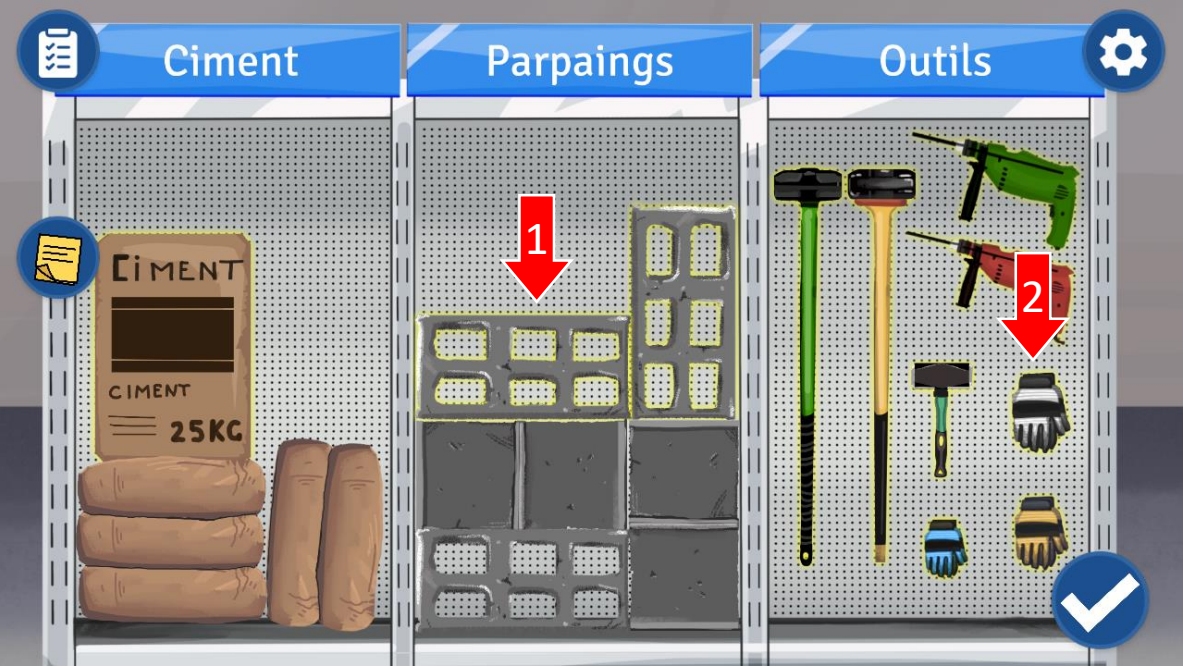 Ciment
Parpaings
Outils
1
2
CiMENT
CIMENT
25KG